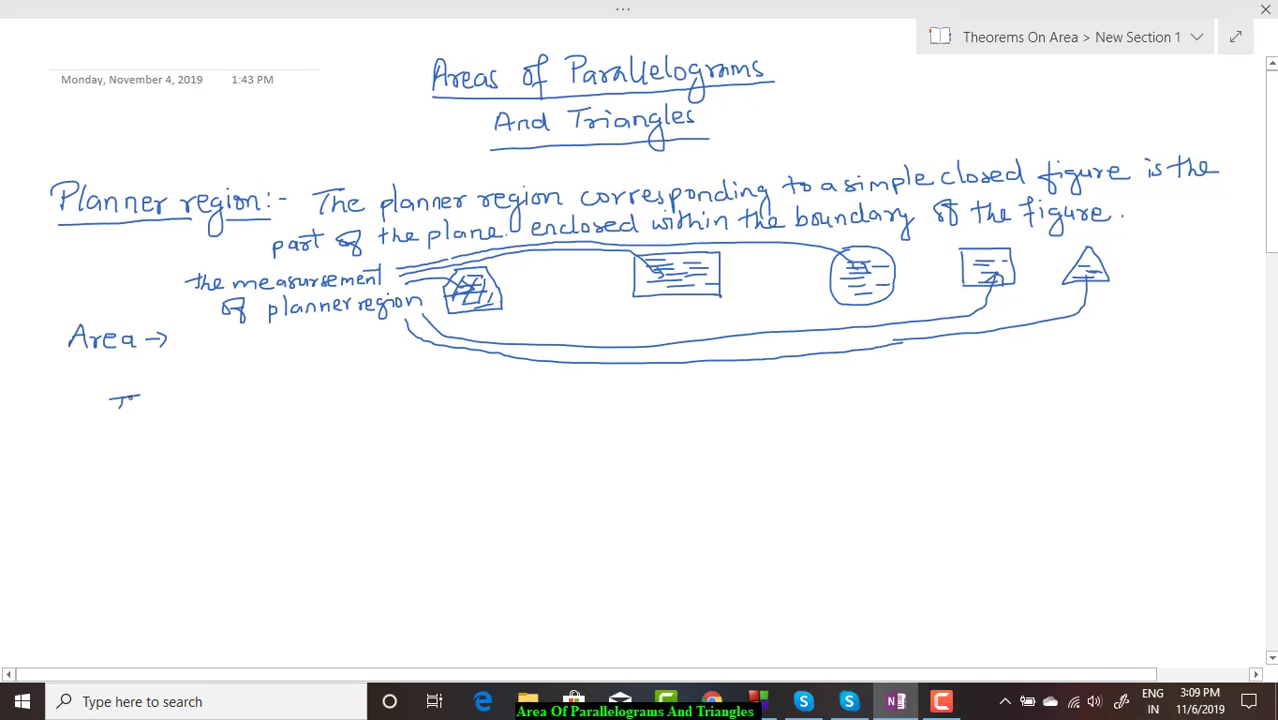 Theorems On Area > New Section 1
Monday, November 4, 2019 1:43 PM
Areas of Parallelograms
And Triangles
Planner region:- The planner region corresponding to a simple closed figure is the
part of the plane. enclosed within the boundary of the figure.
the measursement
of planner region
Area →
Type here to search
ENG
IN
3:09 PM
11/6/2019
Area Of Parallelograms And Triangles